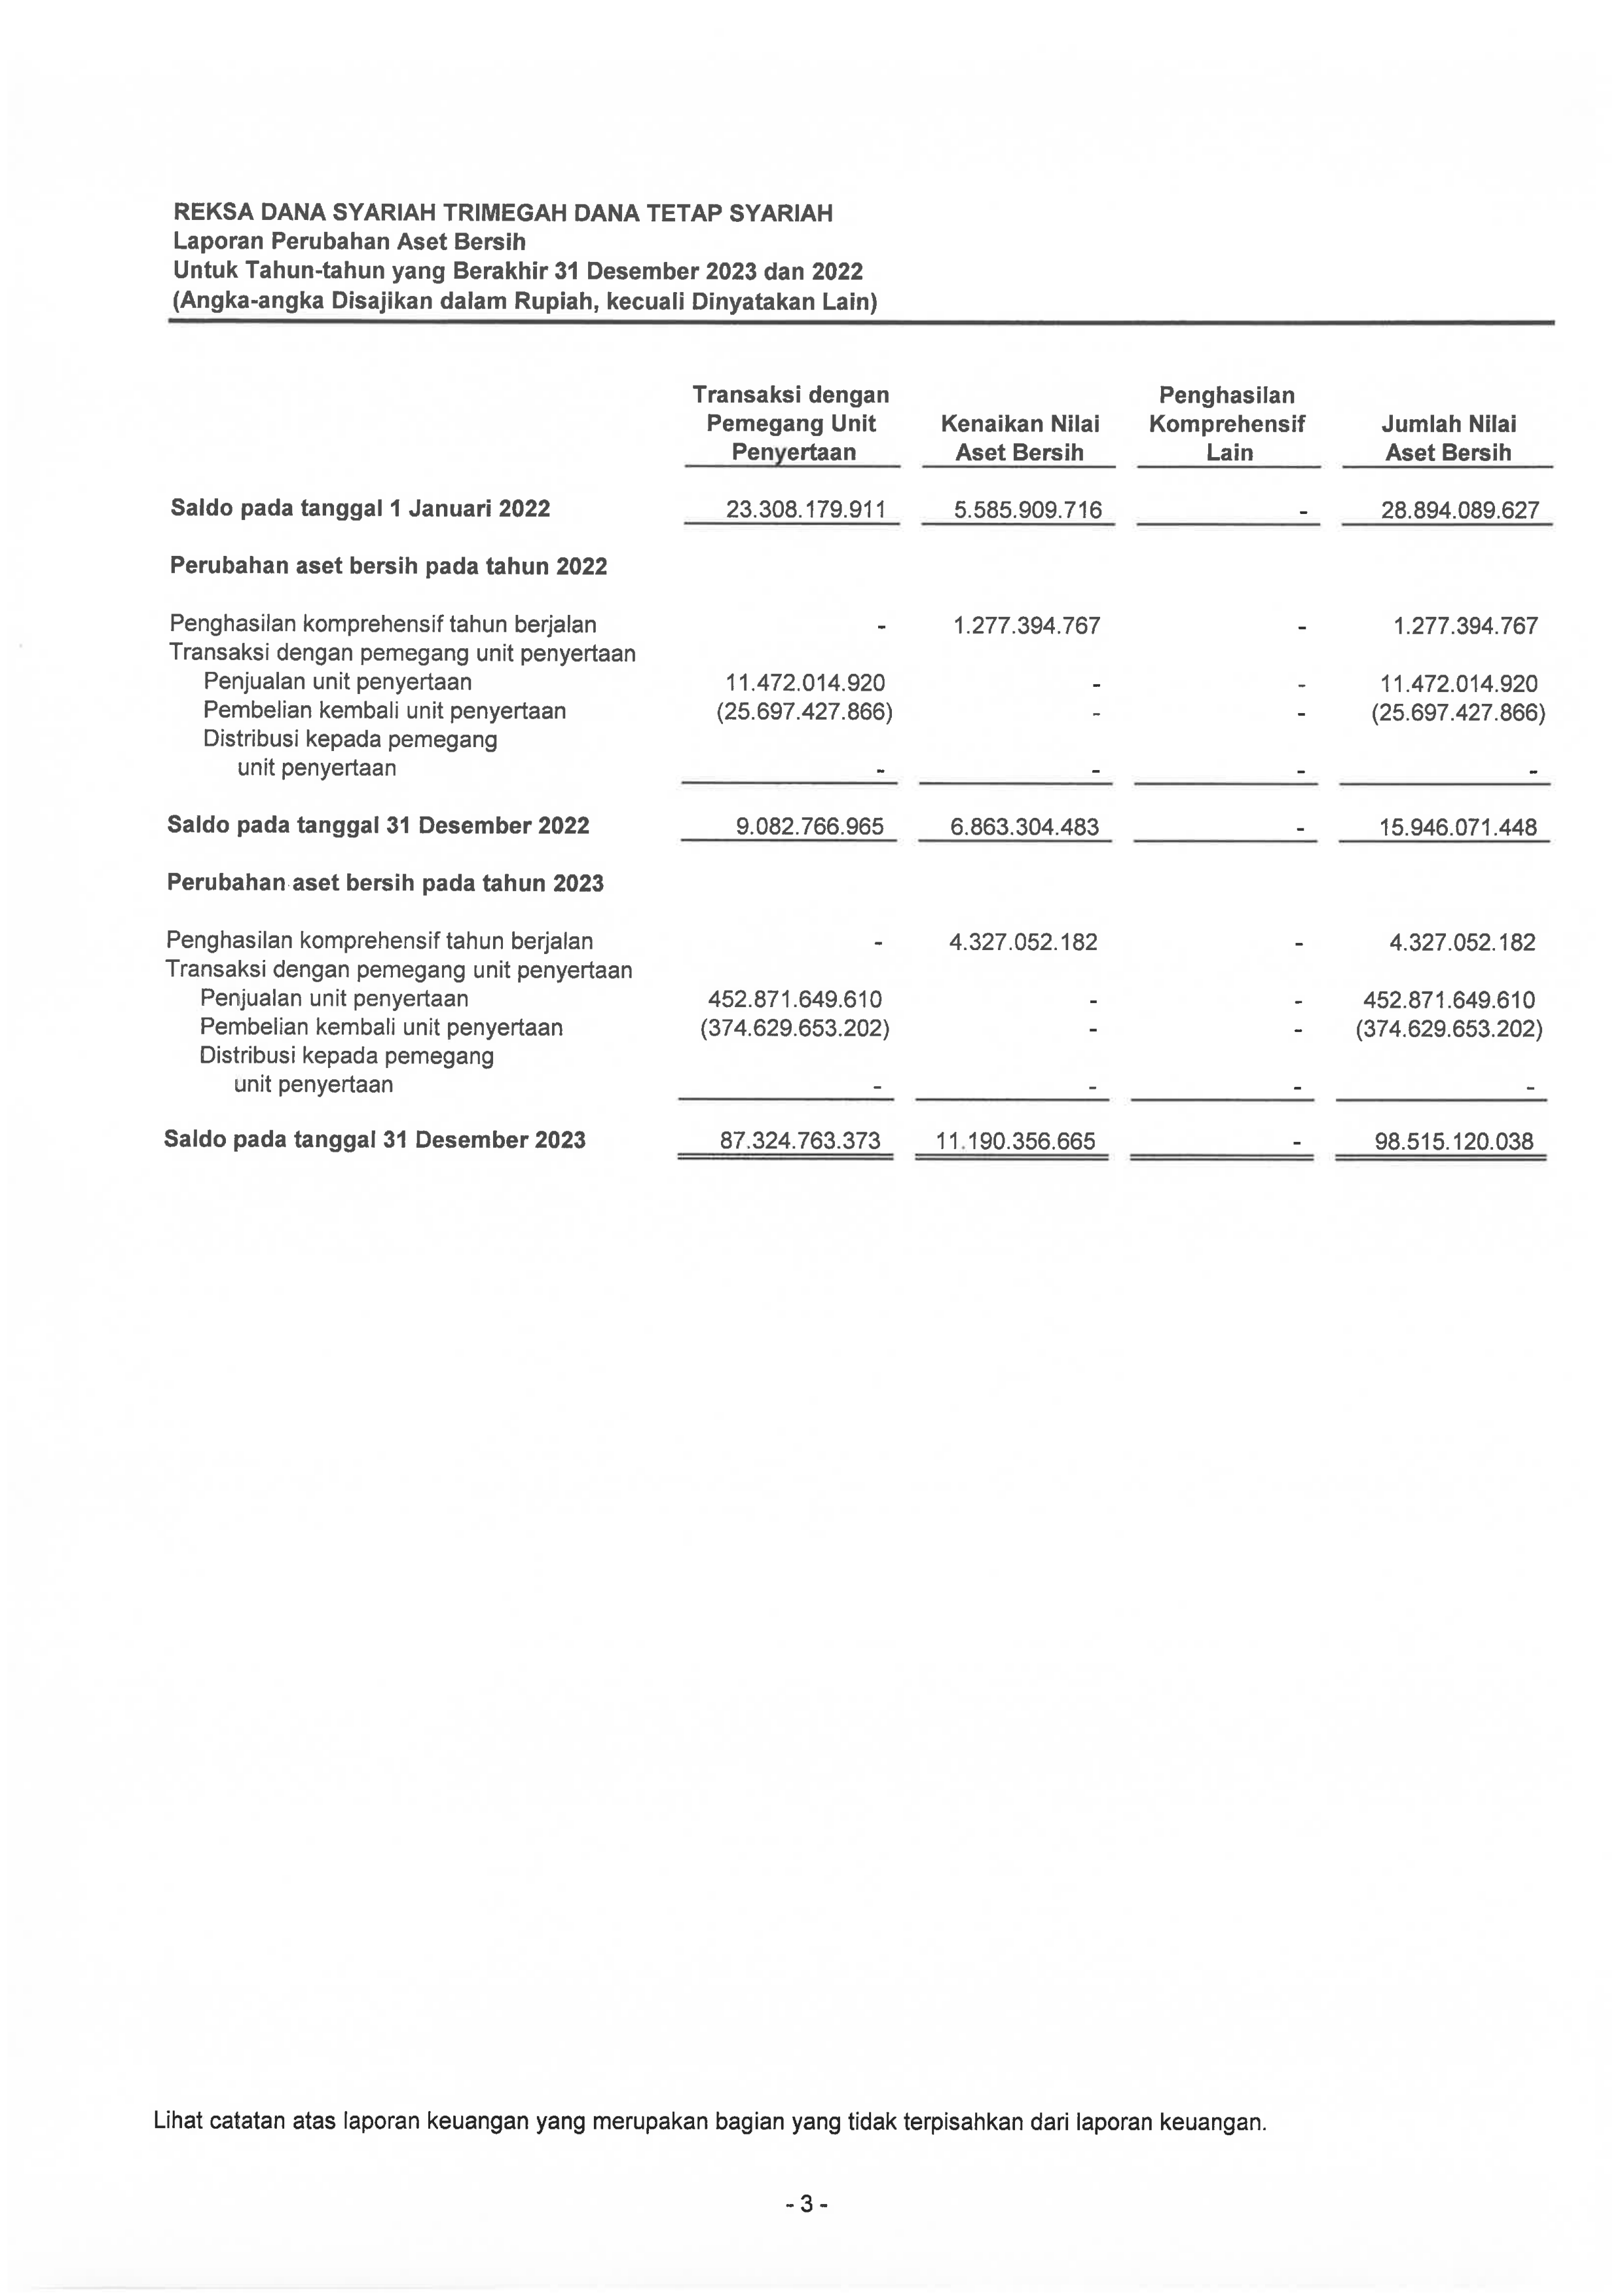 REKSA DANA SYARIAH TRIMEGAH DANA TETAP SYARIAH
Laporan Perubahan Aset Bersih
Untuk Tahun-tahun yang Berakhir 31 Desember 2023 dan 2022
(Angka-angka Disajikan dalam Rupiah, kecuali Dinyatakan Lain)
Transaksi dengan Penghasilan
Pemegang Unit Kenaikan Nilai Komprehensif Jumlah Nilai
Penyertaan Aset Bersih Lain Aset Bersih
Saldo pada tanggal 1 Januari 2022 23.308.179.911 5.585.909.716 - 28.894.089.627
Perubahan aset bersih pada tahun 2022
Penghasilan komprehensif tahun berjalan - 1.277.394.767 - 1.277.394.767
Transaksi dengan pemegang unit penyertaan
Penjualan unit penyertaan 11.472.014.920 - - 11.472.014.920
Pembelian kembali unit penyertaan (25.697.427.866) - - (25.697.427.866)
Distribusi kepada pemegang
unit penyertaan - - - -
Saldo pada tanggal 31 Desember 2022 9.082.766.965 6.863.304.483 - 15.946.071.448
Perubahan aset bersih pada tahun 2023
Penghasilan komprehensif tahun berjalan - 4.327.052.182 - 4.327.052.182
Transaksi dengan pemegang unit penyertaan
Penjualan unit penyertaan 452.871.649.610 - - 452.871.649.610
Pembelian kembali unit penyertaan (374.629.653.202) - - (374.629.653.202)
Distribusi kepada pemegang
unit penyertaan - - - -
Saldo pada tanggal 31 Desember 2023 87.324.763.373 11.190.356.665 - 98.515.120.038
Lihat catatan atas laporan keuangan yang merupakan bagian yang tidak terpisahkan dari laporan keuangan.
- 3 -